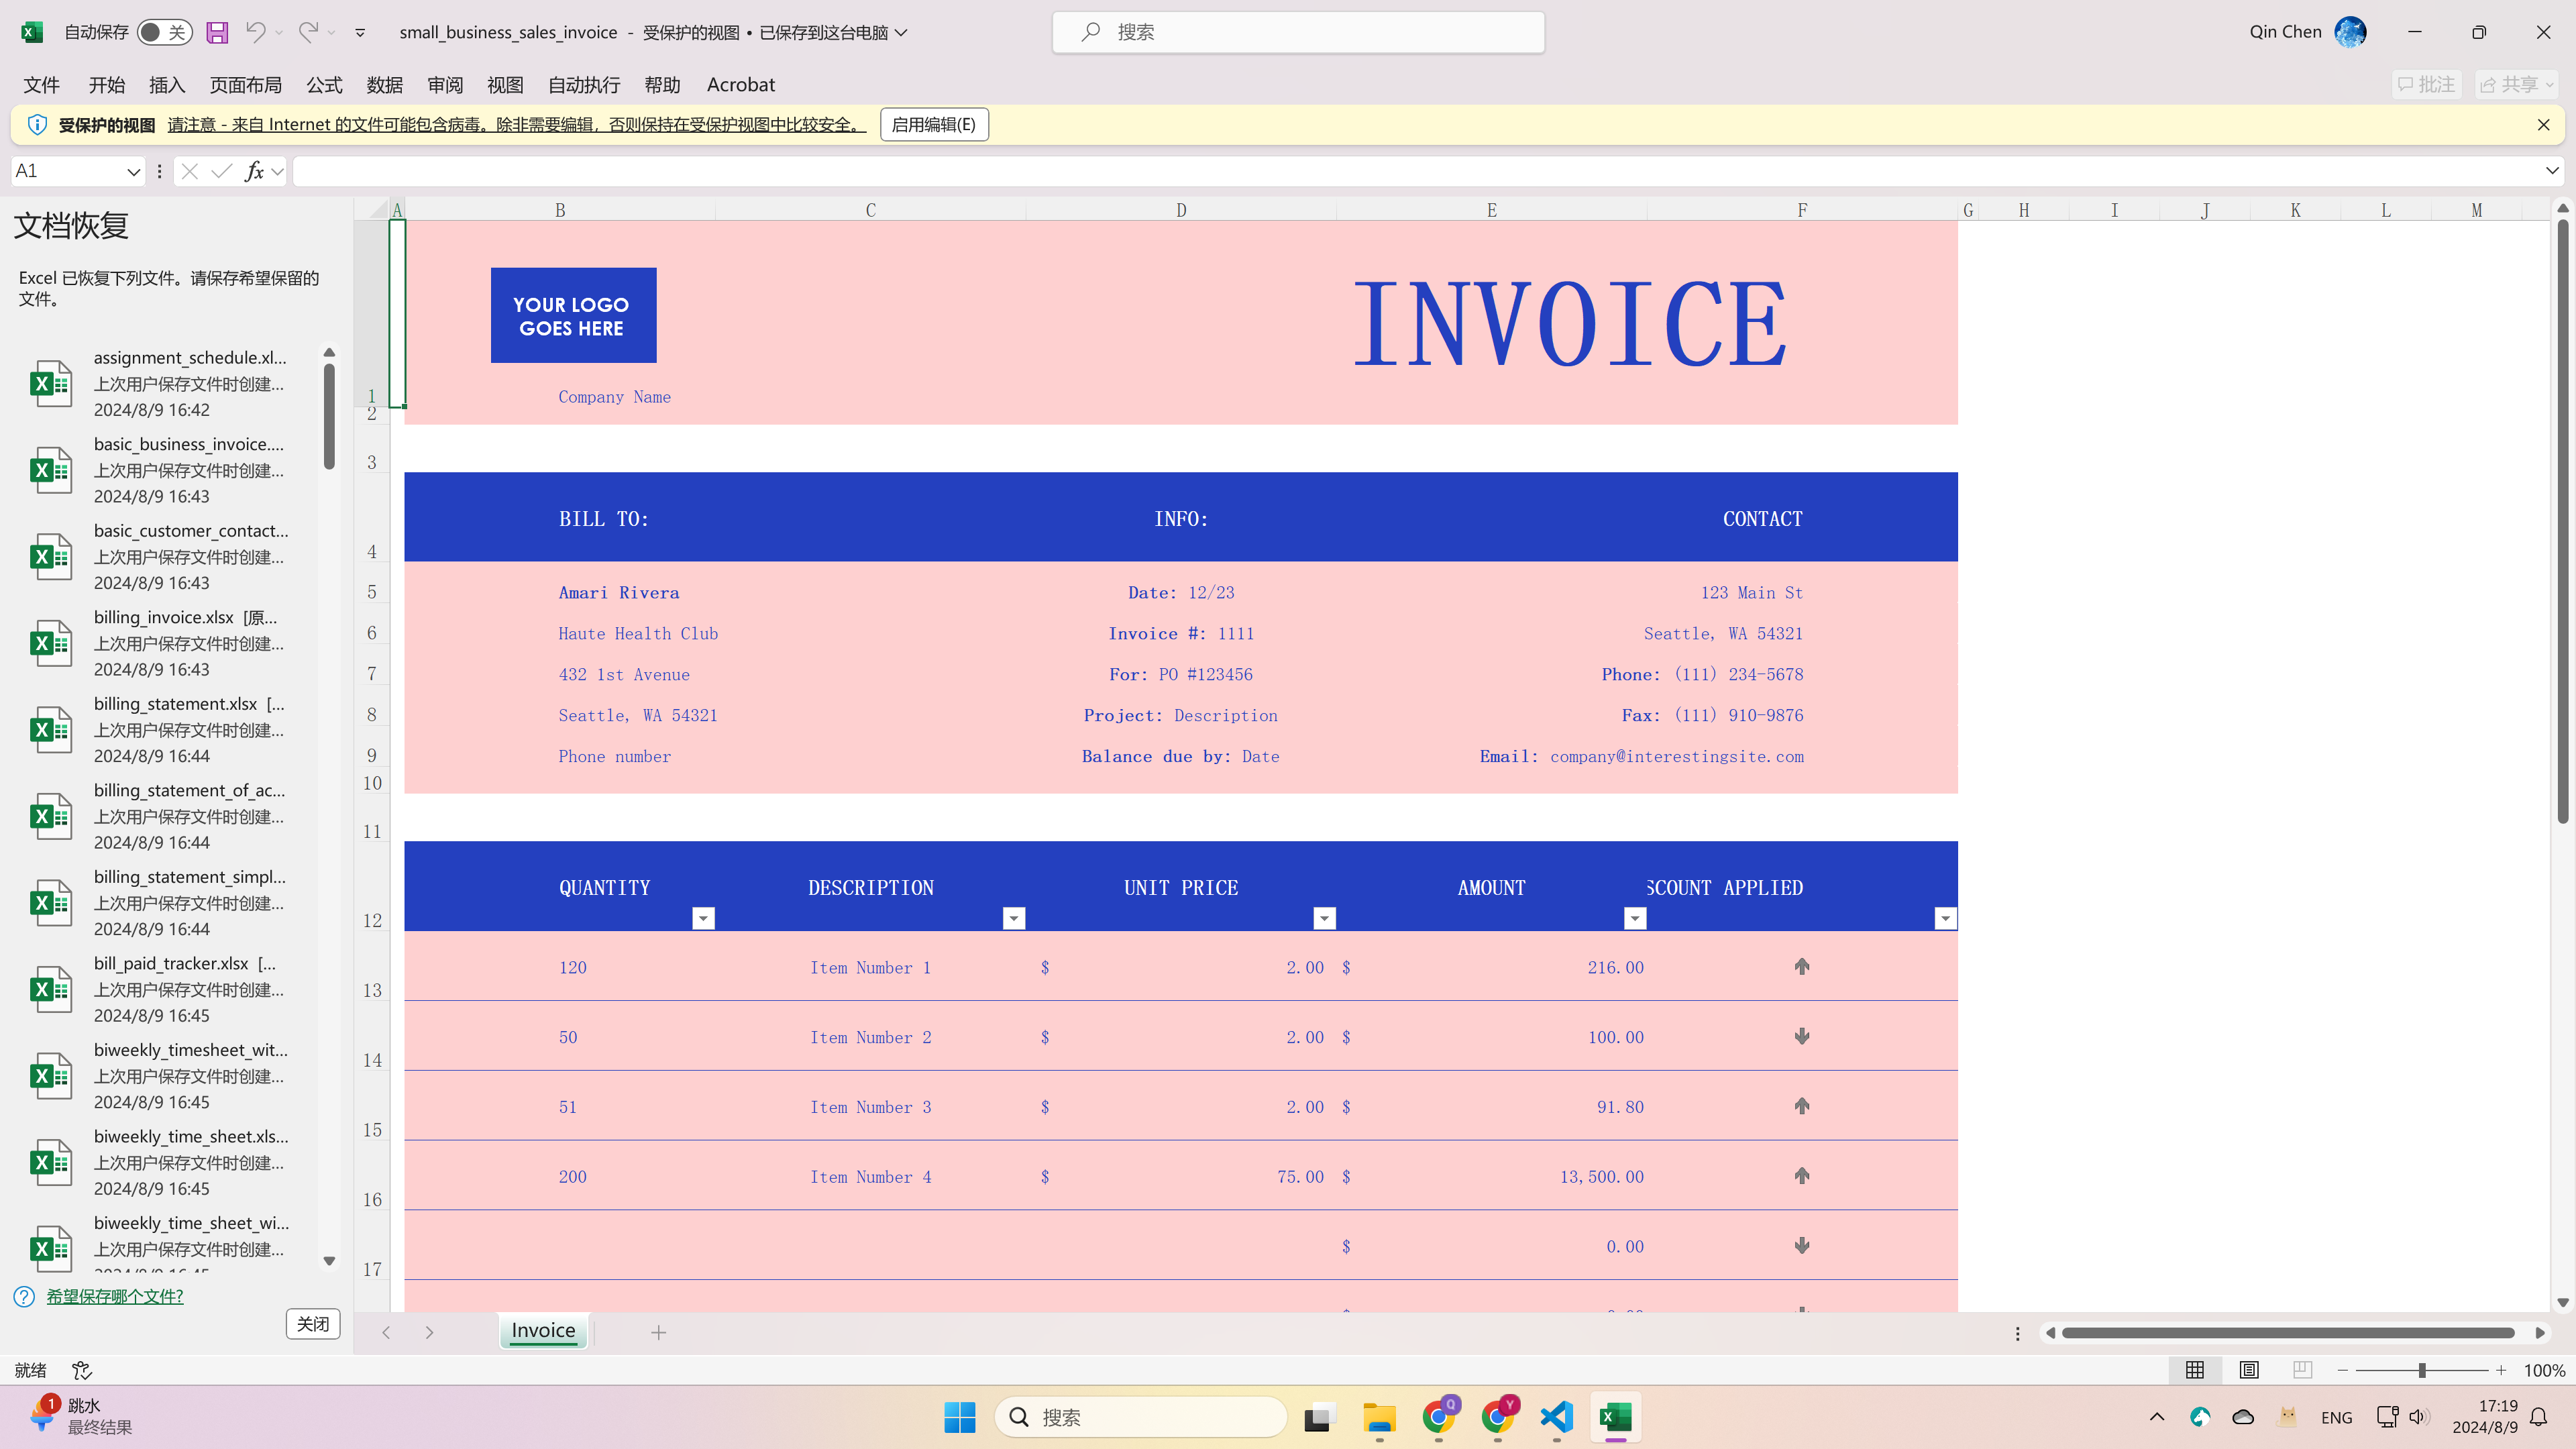 自动保存 关 small_business_sales_invoice - 受保护的视图 • 已保存到这台电脑 搜索 Qin Chen
文件 开始 插入 页面布局 公式 数据 审阅 视图 自动执行 帮助 Acrobat 批注 共享
受保护的视图 请注意 - 来自 Internet 的文件可能包含病毒。除非需要编辑，否则保持在受保护视图中比较安全。 启用编辑(E)
A1 fx
文档恢复
Excel 已恢复下列文件。请保存希望保留的
文件。
assignment_schedule.xl...
上次用户保存文件时创建...
2024/8/9 16:42
basic_business_invoice....
上次用户保存文件时创建...
2024/8/9 16:43
basic_customer_contact...
上次用户保存文件时创建...
2024/8/9 16:43
billing_invoice.xlsx [原...
上次用户保存文件时创建...
2024/8/9 16:43
billing_statement.xlsx [...
上次用户保存文件时创建...
2024/8/9 16:44
billing_statement_of_ac...
上次用户保存文件时创建...
2024/8/9 16:44
billing_statement_simpl...
上次用户保存文件时创建...
2024/8/9 16:44
bill_paid_tracker.xlsx [...
上次用户保存文件时创建...
2024/8/9 16:45
biweekly_timesheet_wit...
上次用户保存文件时创建...
2024/8/9 16:45
biweekly_time_sheet.xls...
上次用户保存文件时创建...
2024/8/9 16:45
biweekly_time_sheet_wi...
上次用户保存文件时创建...
希望保存哪个文件?
关闭
A B C D E F G H I J K L M
YOUR LOGO
GOES HERE
INVOICE
1 Company Name
2
3
4 BILL TO: INFO: CONTACT
5 Amari Rivera Date: 12/23 123 Main St
6 Haute Health Club Invoice #: 1111 Seattle, WA 54321
7 432 1st Avenue For: PO #123456 Phone: (111) 234-5678
8 Seattle, WA 54321 Project: Description Fax: (111) 910-9876
9 Phone number Balance due by: Date Email: company@interestingsite.com
10
11
12 QUANTITY DESCRIPTION UNIT PRICE AMOUNT SCOUNT APPLIED
13 120 Item Number 1 $ 2.00 $ 216.00
14 50 Item Number 2 $ 2.00 $ 100.00
15 51 Item Number 3 $ 2.00 $ 91.80
16 200 Item Number 4 $ 75.00 $ 13,500.00
17 $ 0.00
Invoice
就绪 100%
1 跳水
最终结果
搜索
Q Y
ENG
17:19
2024/8/9